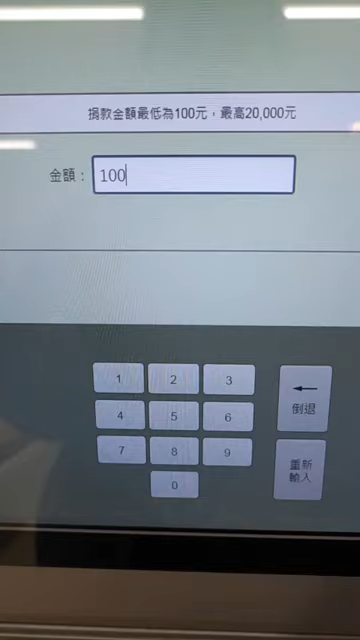 捐款金額最低為100元，最高20,000元
金額：100
1 2 3
倒退
4 5 6
7 8 9
重新
輸入
0